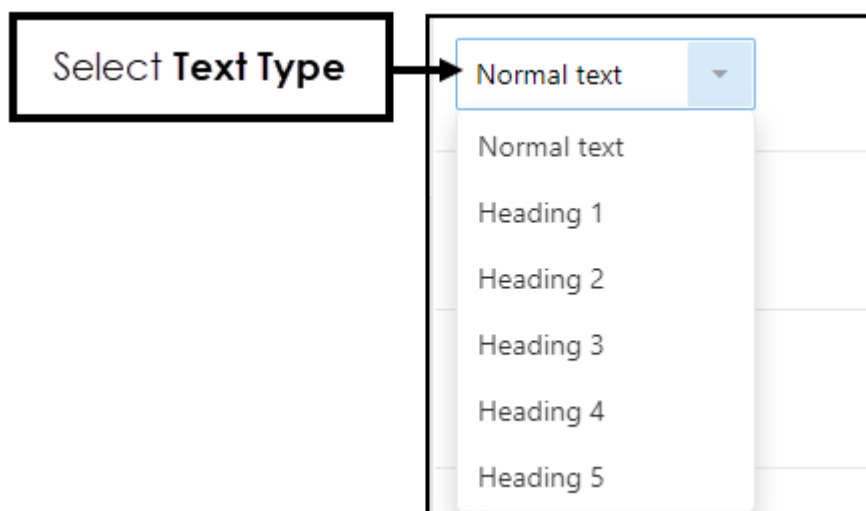 Select Text Type
Normal text
Normal text
Heading 1
Heading 2
Heading 3
Heading 4
Heading 5